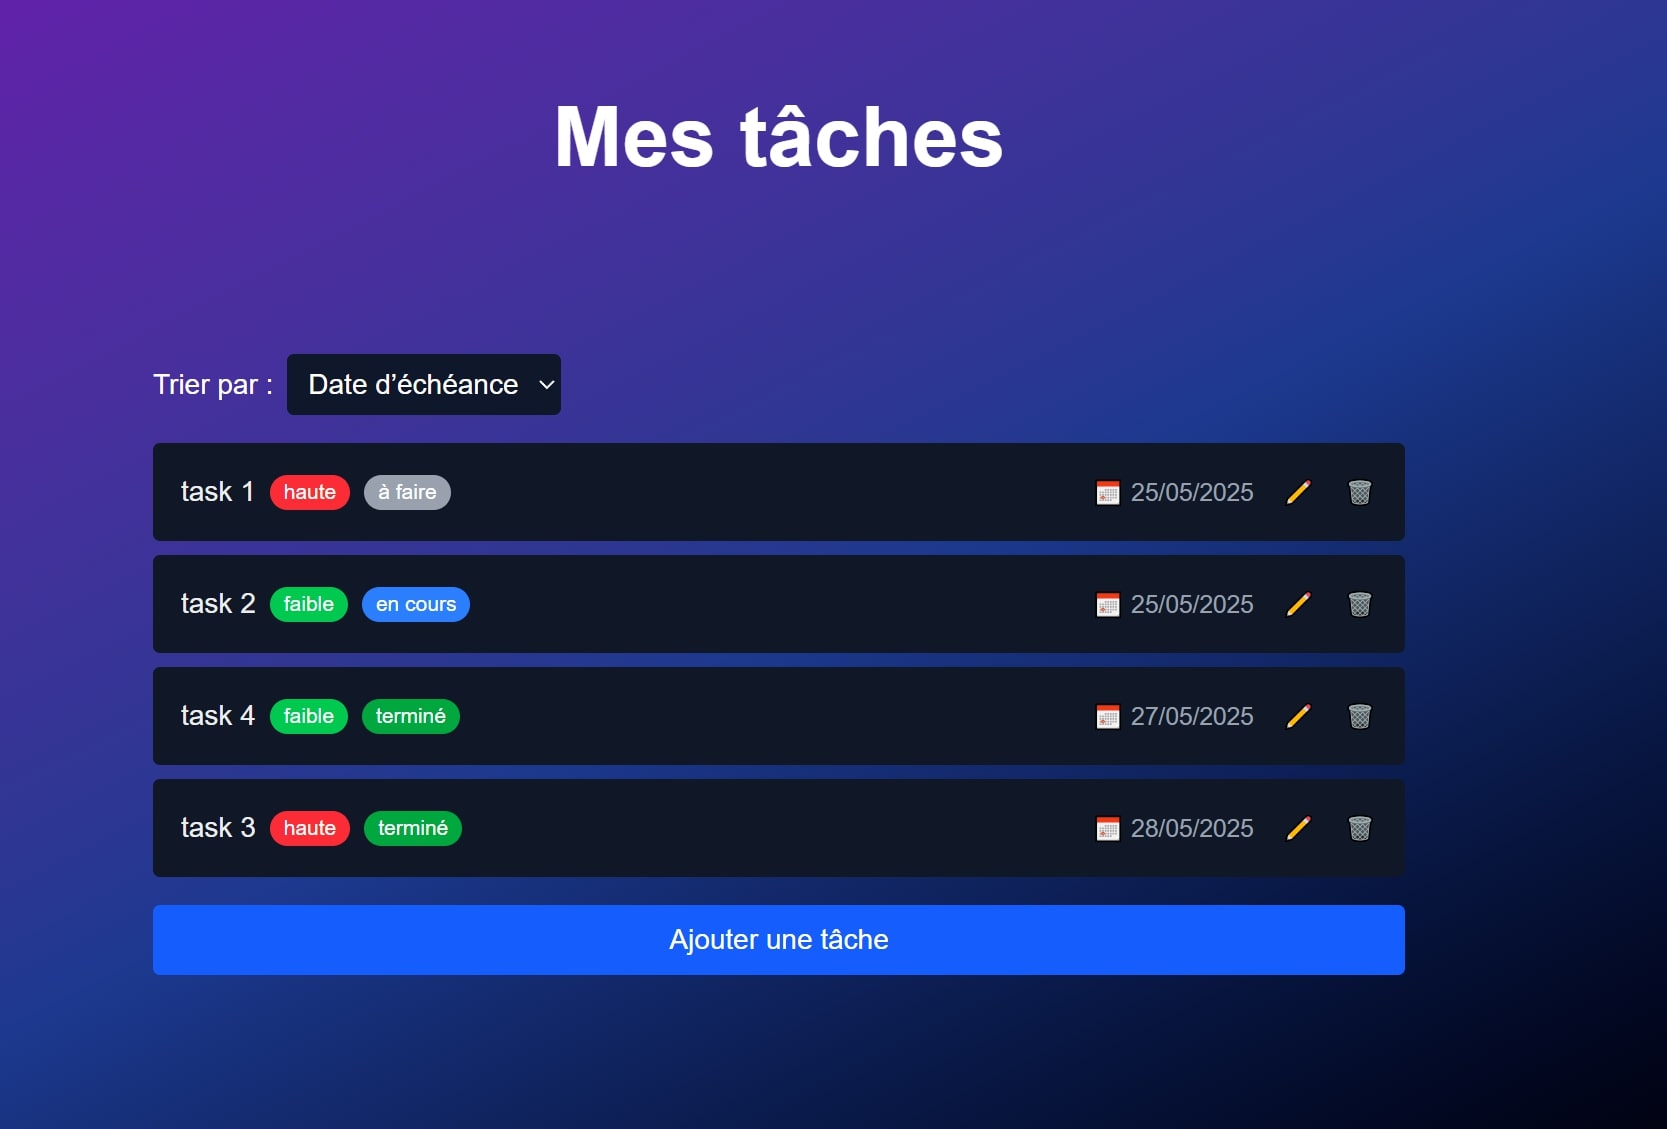 Mes tâches
Trier par : Date d’échéance
task 1 haute à faire 25/05/2025
task 2 faible en cours 25/05/2025
task 4 faible terminé 27/05/2025
task 3 haute terminé 28/05/2025
Ajouter une tâche